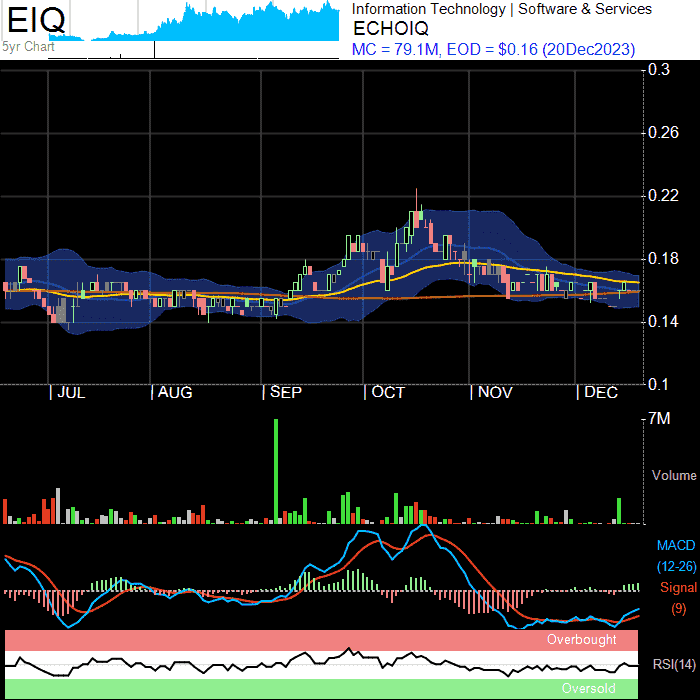 EIQ
5yr Chart
Information Technology | Software & Services
ECHOIQ
MC = 79.1M, EOD = $0.16 (20Dec2023)
0.3
0.26
0.22
0.18
0.14
0.1
| JUL | AUG | SEP | OCT | NOV | DEC
7M
Volume
MACD
(12-26)
Signal
(9)
Overbought
RSI(14)
Oversold